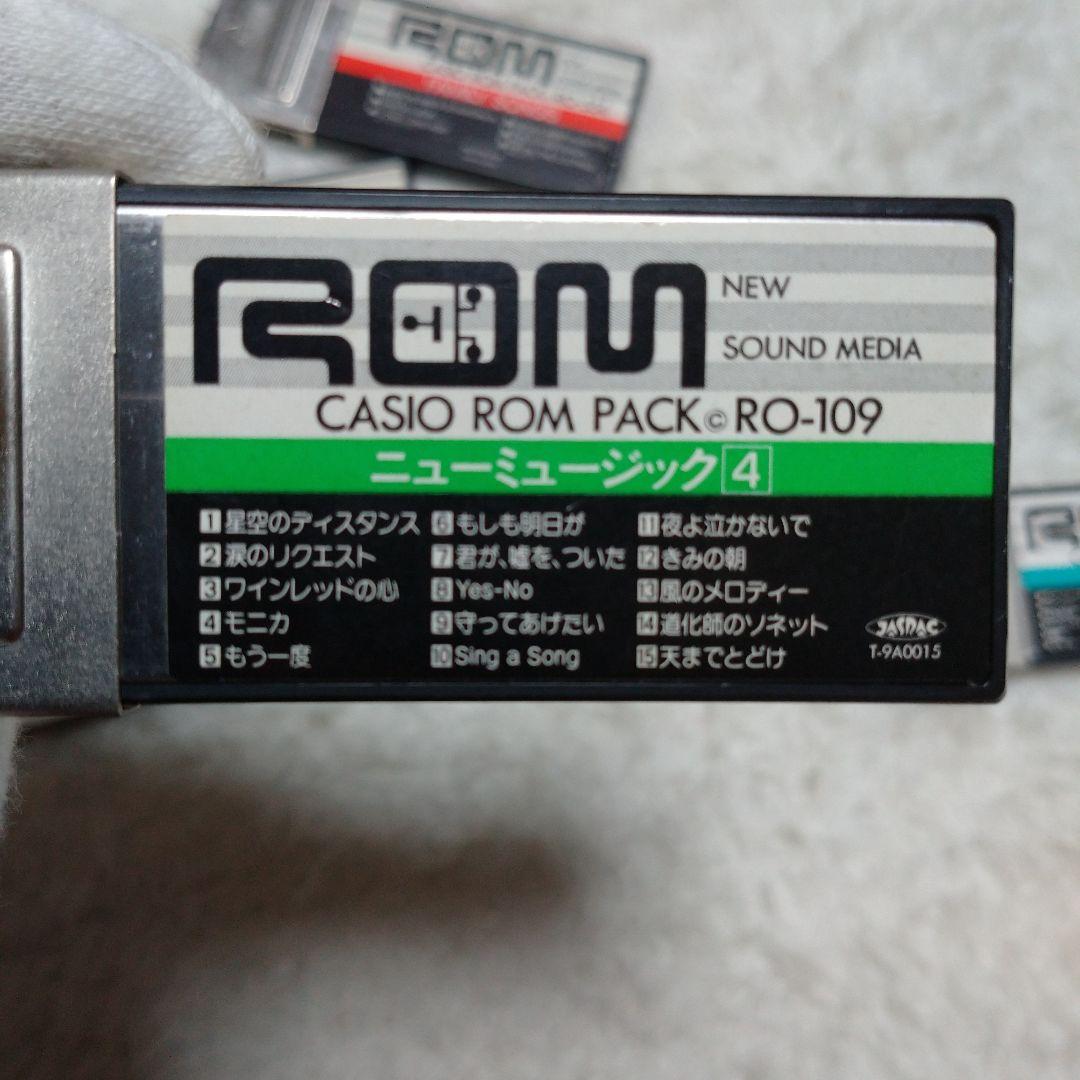 ROM
ROM
NEW
SOUND MEDIA
CASIO ROM PACK © RO-109
ニューミュージック 4
1 星空のディスタンス
2 涙のリクエスト
3 ワインレッドの心
4 モニカ
5 もう一度
6 もしも明日が
7 君が、嘘を、ついた
8 Yes-No
9 守ってあげたい
10 Sing a Song
11 夜よ泣かないで
12 きみの朝
13 風のメロディー
14 道化師のソネット
15 天までとどけ
JASRAC
T-9A0015